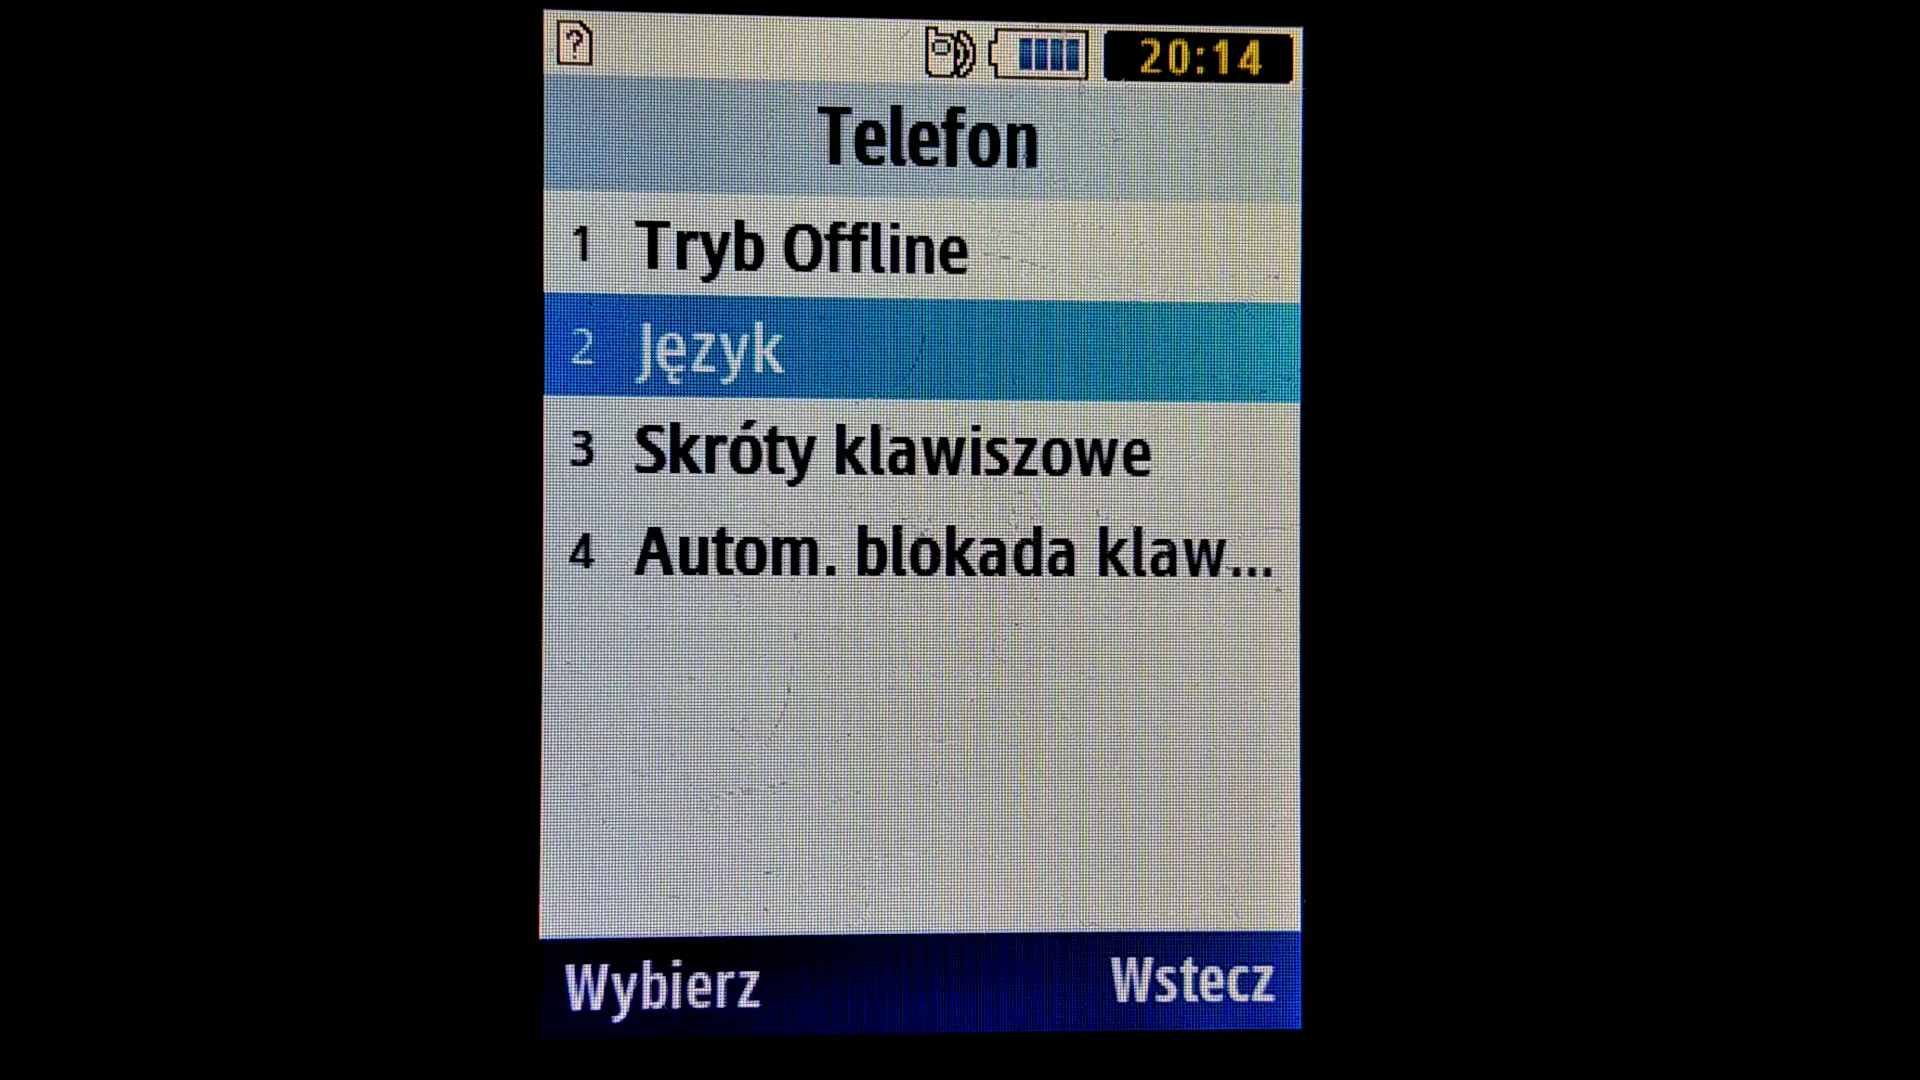 20:14
Telefon
1 Tryb Offline
2 Język
3 Skróty klawiszowe
4 Autom. blokada klaw...
Wybierz Wstecz